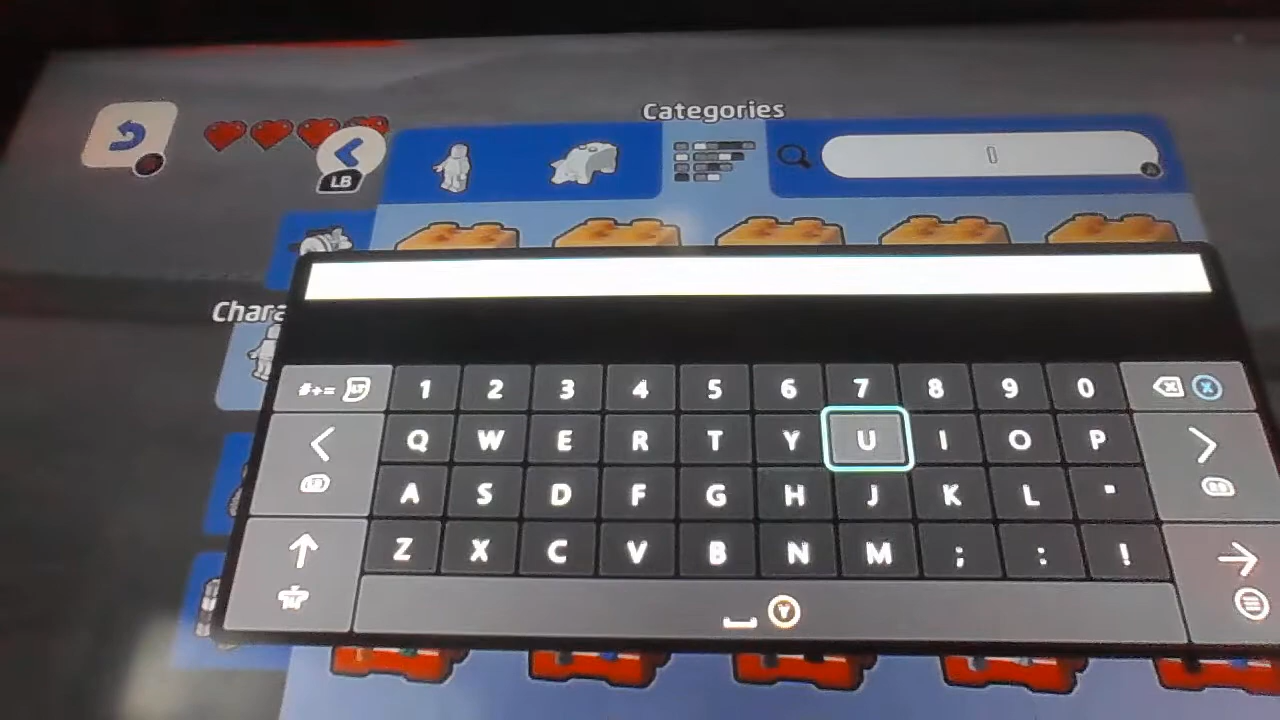 Categories
LB
Chara
#+= 1 2 3 4 5 6 7 8 9 0 X
Q W E R T Y U I O P
A S D F G H J K L "
Z X C V B N M ; : !
Y